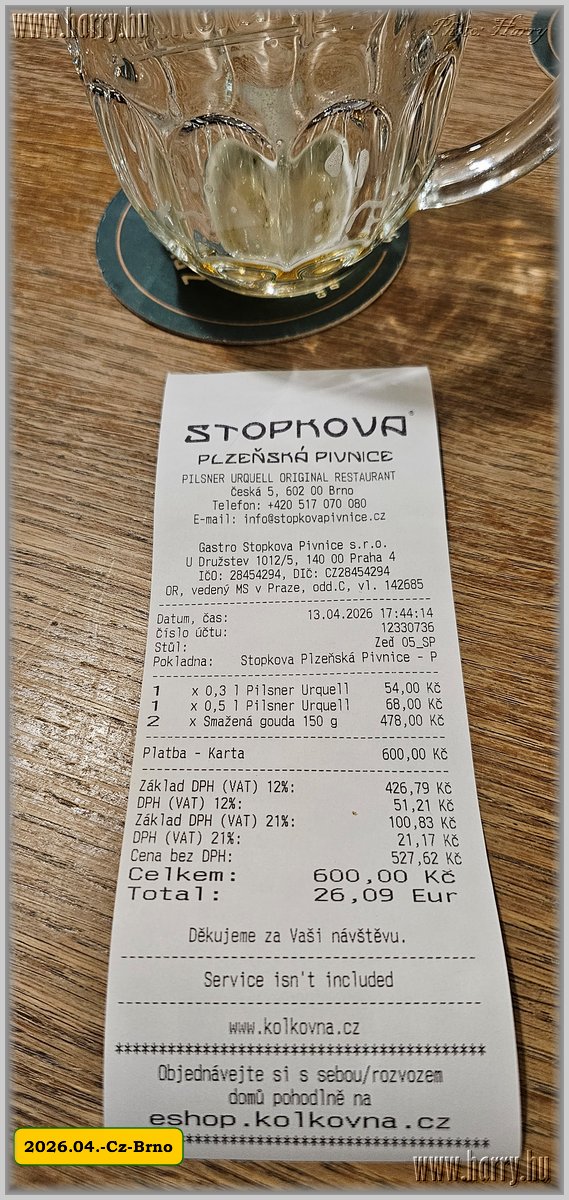 www.horry.hu
Photo: Horry
STOPKOVA®
PLZEŇSKÁ PIVNICE
PILSNER URQUELL ORIGINAL RESTAURANT
Česká 5, 602 00 Brno
Telefon: +420 517 070 080
E-mail: info@stopkovapivnice.cz
Gastro Stopkova Pivnice s.r.o.
U Družstev 1012/5, 140 00 Praha 4
IČO: 28454294, DIČ: CZ28454294
OR, vedený MS v Praze, odd.C, vl. 142685
Datum, čas: 13.04.2026 17:44:14
číslo účtu: 12330736
Stůl: Zeď 05_SP
Pokladna: Stopkova Plzeňská Pivnice - P
1 x 0,3 l Pilsner Urquell 54,00 Kč
1 x 0,5 l Pilsner Urquell 68,00 Kč
2 x Smažená gouda 150 g 478,00 Kč
Platba - Karta 600,00 Kč
Základ DPH (VAT) 12%: 426,79 Kč
DPH (VAT) 12%: 51,21 Kč
Základ DPH (VAT) 21%: 100,83 Kč
DPH (VAT) 21%: 21,17 Kč
Cena bez DPH: 527,62 Kč
Celkem: 600,00 Kč
Total: 26,09 Eur
Děkujeme za Vaši návštěvu.
Service isn't included
www.kolkovna.cz
Objednávejte si s sebou/rozvozem
domů pohodlně na
eshop.kolkovna.cz
2026.04.-Cz-Brno
www.horry.hu